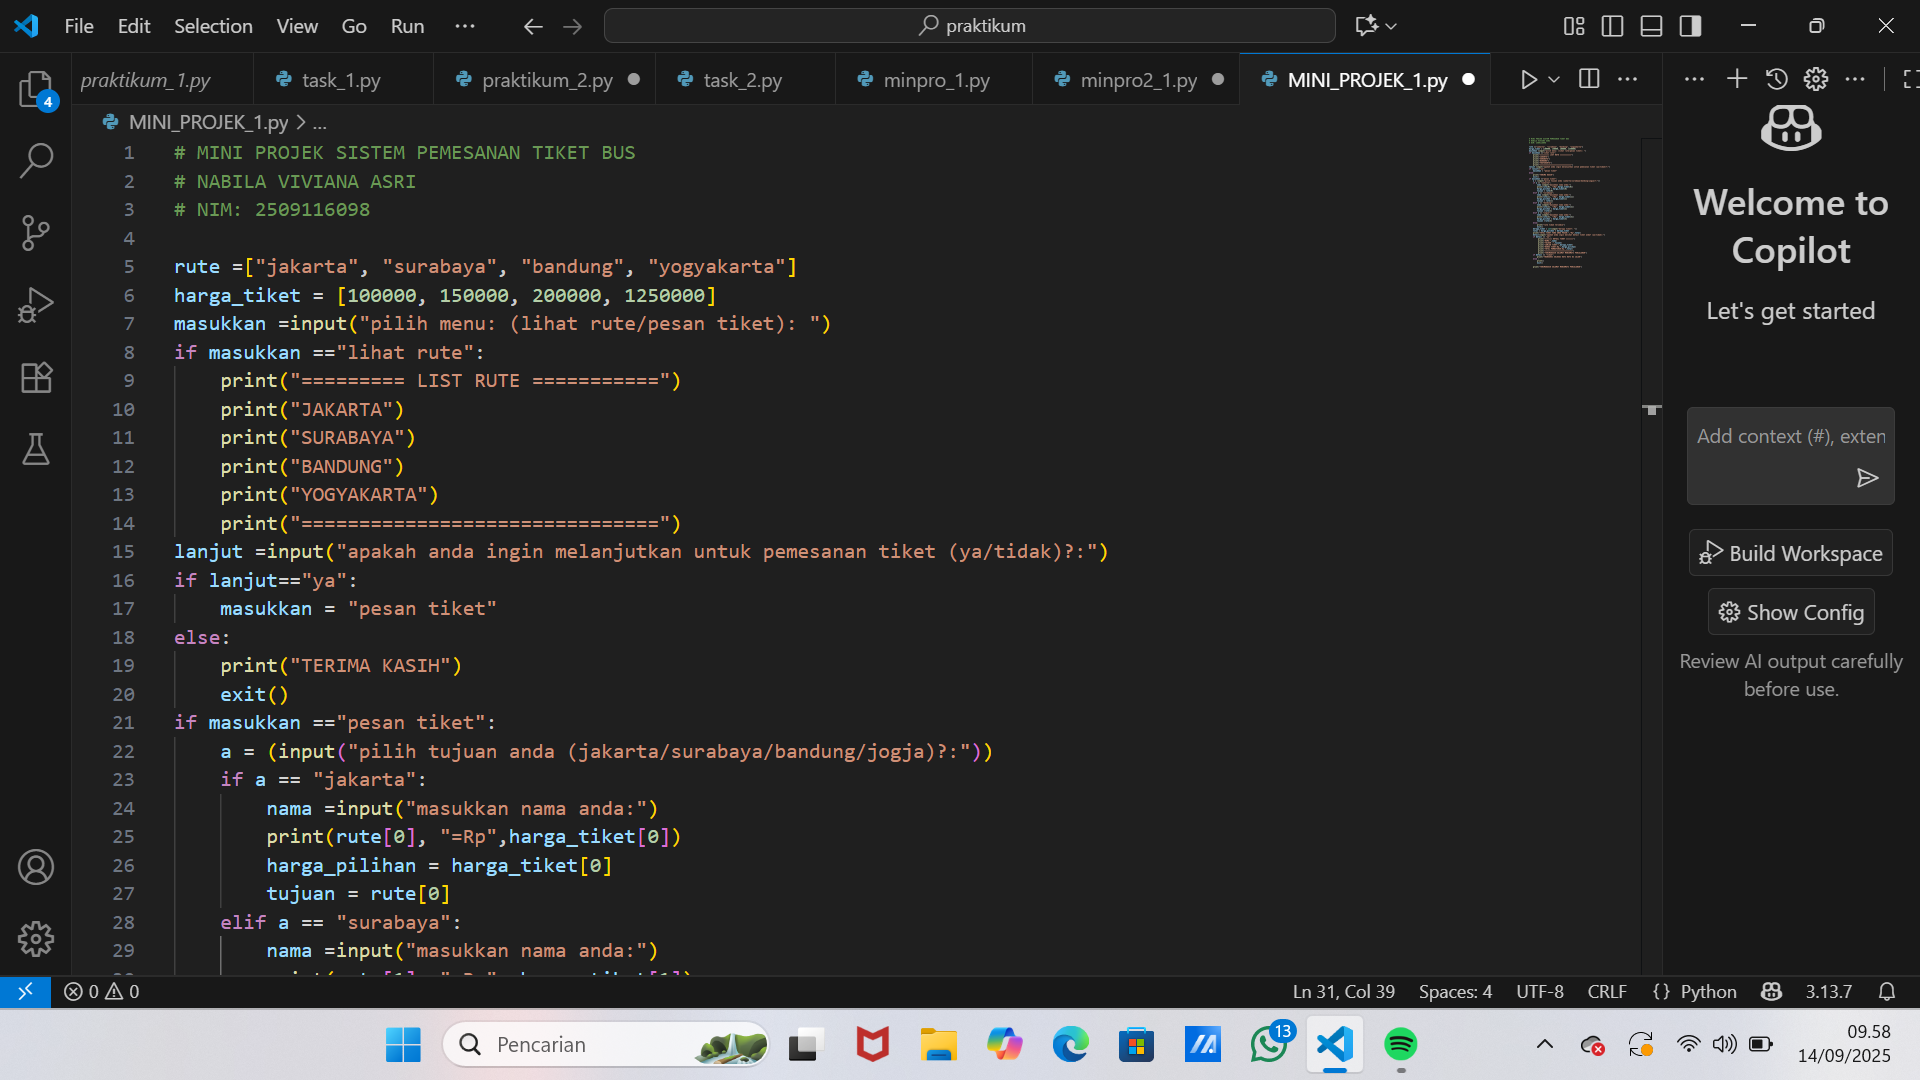 File Edit Selection View Go Run ... praktikum
praktikum_1.py task_1.py praktikum_2.py task_2.py minpro_1.py minpro2_1.py MINI_PROJEK_1.py
4
MINI_PROJEK_1.py > ...
1 # MINI PROJEK SISTEM PEMESANAN TIKET BUS
2 # NABILA VIVIANA ASRI
3 # NIM: 2509116098
4
5 rute =["jakarta", "surabaya", "bandung", "yogyakarta"]
6 harga_tiket = [100000, 150000, 200000, 1250000]
7 masukkan =input("pilih menu: (lihat rute/pesan tiket): ")
8 if masukkan =="lihat rute":
9 print("========= LIST RUTE ===========")
10 print("JAKARTA")
11 print("SURABAYA")
12 print("BANDUNG")
13 print("YOGYAKARTA")
14 print("===============================")
15 lanjut =input("apakah anda ingin melanjutkan untuk pemesanan tiket (ya/tidak)?:")
16 if lanjut=="ya":
17 masukkan = "pesan tiket"
18 else:
19 print("TERIMA KASIH")
20 exit()
21 if masukkan =="pesan tiket":
22 a = (input("pilih tujuan anda (jakarta/surabaya/bandung/jogja)?:"))
23 if a == "jakarta":
24 nama =input("masukkan nama anda:")
25 print(rute[0], "=Rp",harga_tiket[0])
26 harga_pilihan = harga_tiket[0]
27 tujuan = rute[0]
28 elif a == "surabaya":
29 nama =input("masukkan nama anda:")
Welcome to
Copilot
Let's get started
Add context (#), exten
Build Workspace
Show Config
Review AI output carefully
before use.
0 0 Ln 31, Col 39 Spaces: 4 UTF-8 CRLF {} Python 3.13.7
Pencarian
13
09.58
14/09/2025